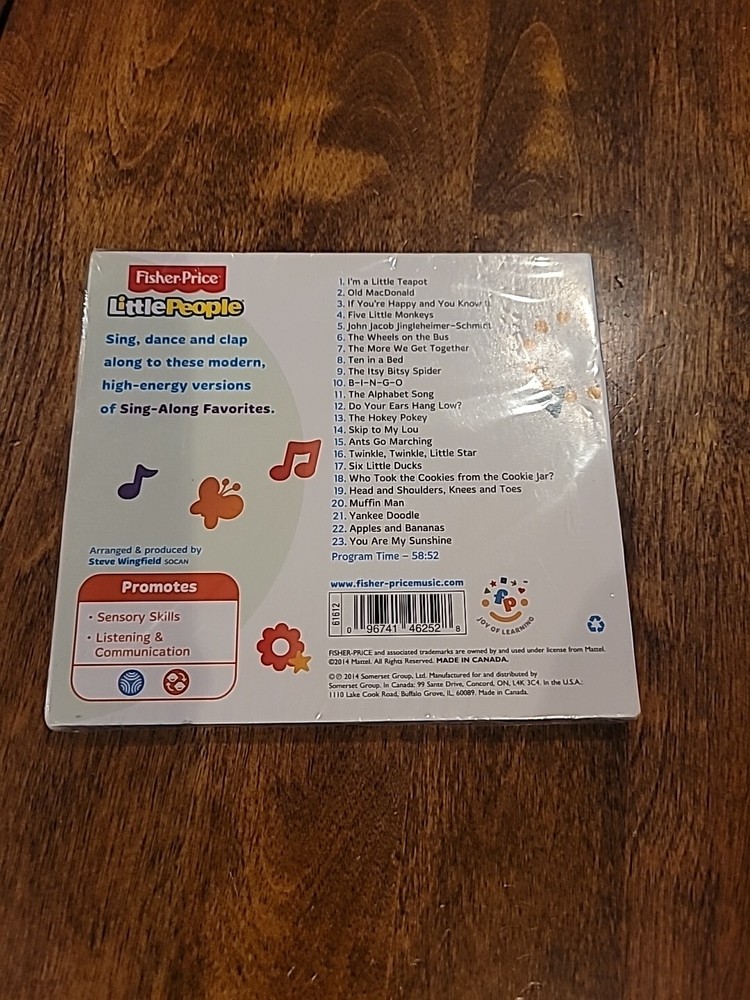 Fisher-Price
Little People
Sing, dance and clap
along to these modern,
high-energy versions
of Sing-Along Favorites.
Arranged & produced by
Steve Wingfield SOCAN
Promotes
• Sensory Skills
• Listening &
Communication
1. I'm a Little Teapot
2. Old MacDonald
3. If You're Happy and You Know It
4. Five Little Monkeys
5. John Jacob Jingleheimer-Schmidt
6. The Wheels on the Bus
7. The More We Get Together
8. Ten in a Bed
9. The Itsy Bitsy Spider
10. B-I-N-G-O
11. The Alphabet Song
12. Do Your Ears Hang Low?
13. The Hokey Pokey
14. Skip to My Lou
15. Ants Go Marching
16. Twinkle, Twinkle, Little Star
17. Six Little Ducks
18. Who Took the Cookies from the Cookie Jar?
19. Head and Shoulders, Knees and Toes
20. Muffin Man
21. Yankee Doodle
22. Apples and Bananas
23. You Are My Sunshine
Program Time – 58:52
www.fisher-pricemusic.com
61612
0 96741 46252 8
fp
JOY OF LEARNING
FISHER-PRICE and associated trademarks are owned by and used under license from Mattel.
©2014 Mattel. All Rights Reserved. MADE IN CANADA.
©℗ 2014 Somerset Group, Ltd. Manufactured for and distributed by
Somerset Group, In Canada: 99 Sante Drive, Concord, ON, L4K 3C4. In the U.S.A.:
1110 Lake Cook Road, Buffalo Grove, IL, 60089. Made in Canada.